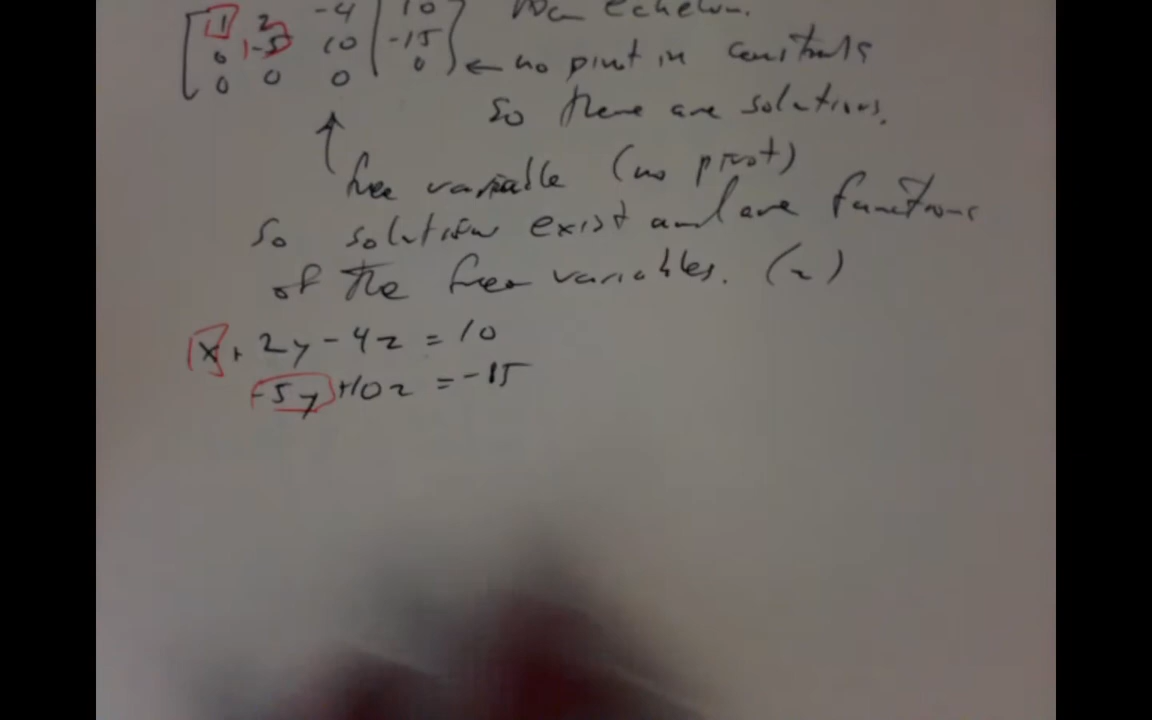 1 2 -4 10 Row echelon.
0 -5 10 -15
0 0 0 0 ← no pivot in constants
so there are solutions.
↑
free variable (no pivot)
so solution exist and are functions
of the free variables. (z)
x + 2y - 4z = 10
-5y + 10z = -15